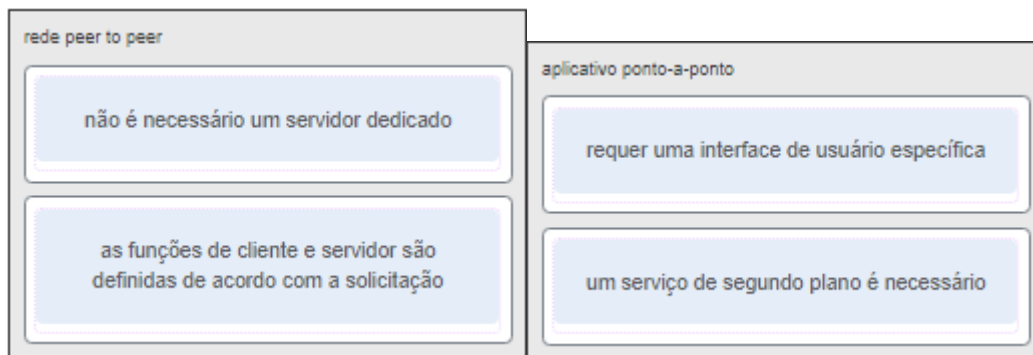 rede peer to peer
não é necessário um servidor dedicado
as funções de cliente e servidor são
definidas de acordo com a solicitação
aplicativo ponto-a-ponto
requer uma interface de usuário específica
um serviço de segundo plano é necessário